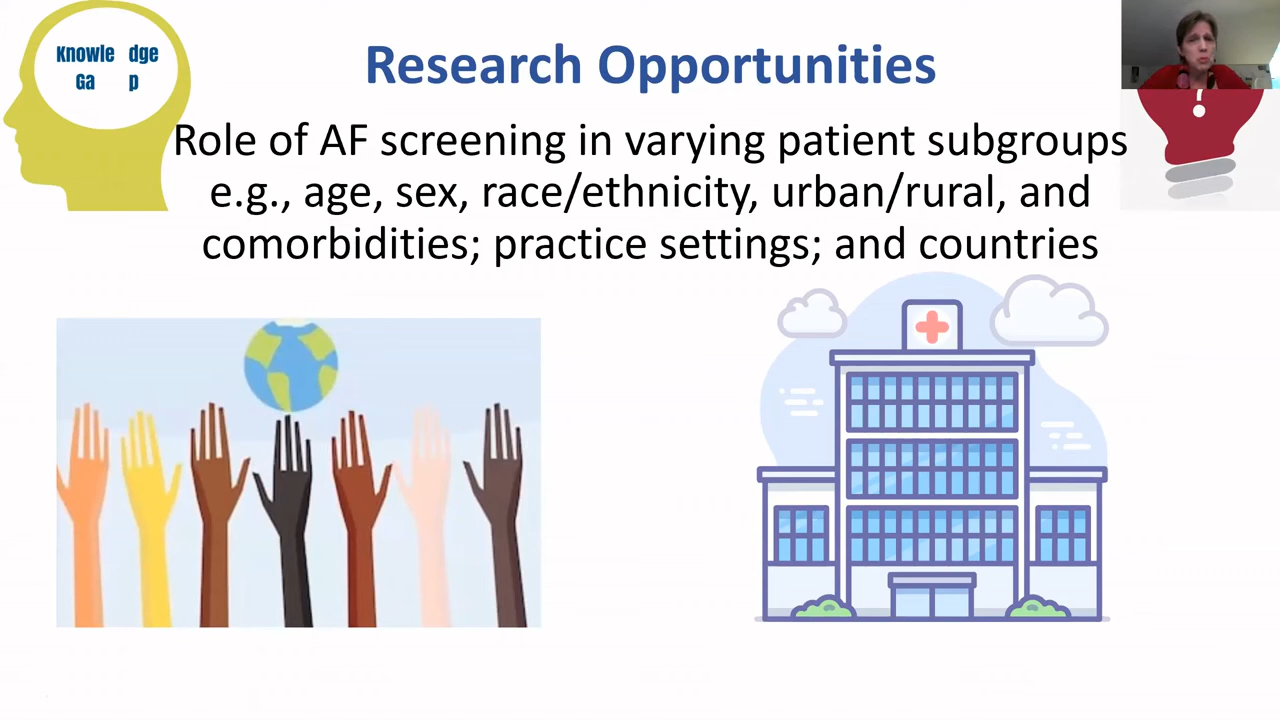 Knowle dge
Ga p
Research Opportunities
Role of AF screening in varying patient subgroups
e.g., age, sex, race/ethnicity, urban/rural, and
comorbidities; practice settings; and countries
!